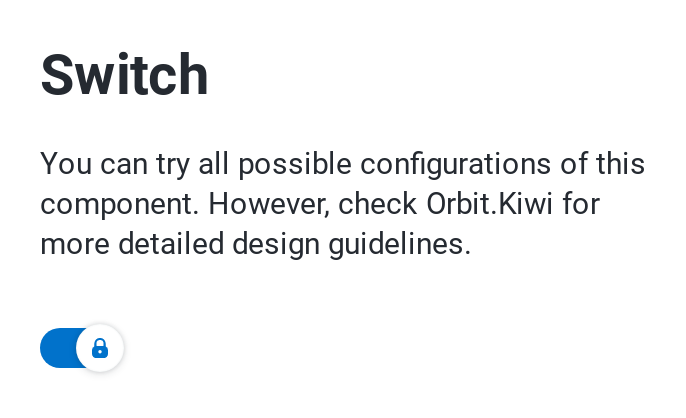 Switch
You can try all possible configurations of this
component. However, check Orbit.Kiwi for
more detailed design guidelines.